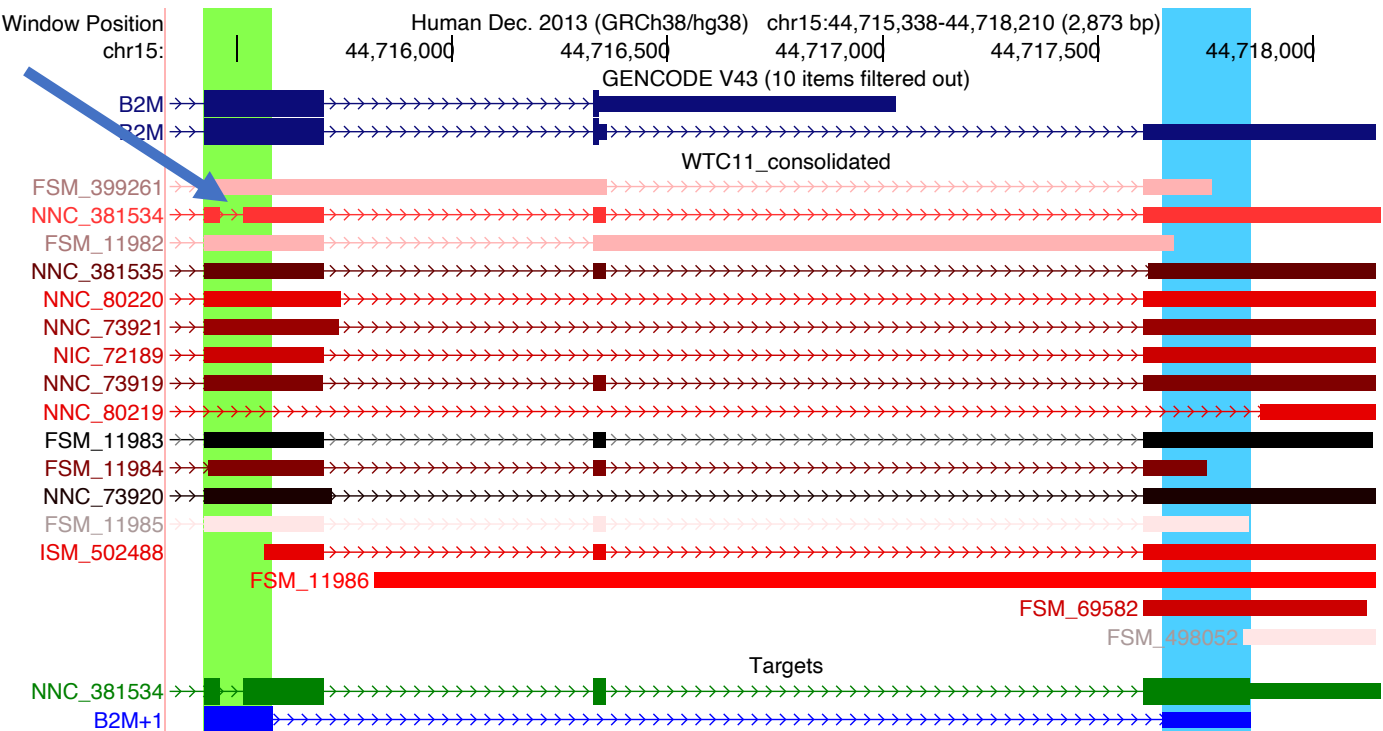 Window Position Human Dec. 2013 (GRCh38/hg38) chr15:44,715,338-44,718,210 (2,873 bp)
chr15: 44,716,000 44,716,500 44,717,000 44,717,500 44,718,000
GENCODE V43 (10 items filtered out)
B2M
B2M
WTC11_consolidated
FSM_399261
NNC_381534
FSM_11982
NNC_381535
NNC_80220
NNC_73921
NIC_72189
NNC_73919
NNC_80219
FSM_11983
FSM_11984
NNC_73920
FSM_11985
ISM_502488
FSM_11986
FSM_69582
FSM_498052
Targets
NNC_381534
B2M+1